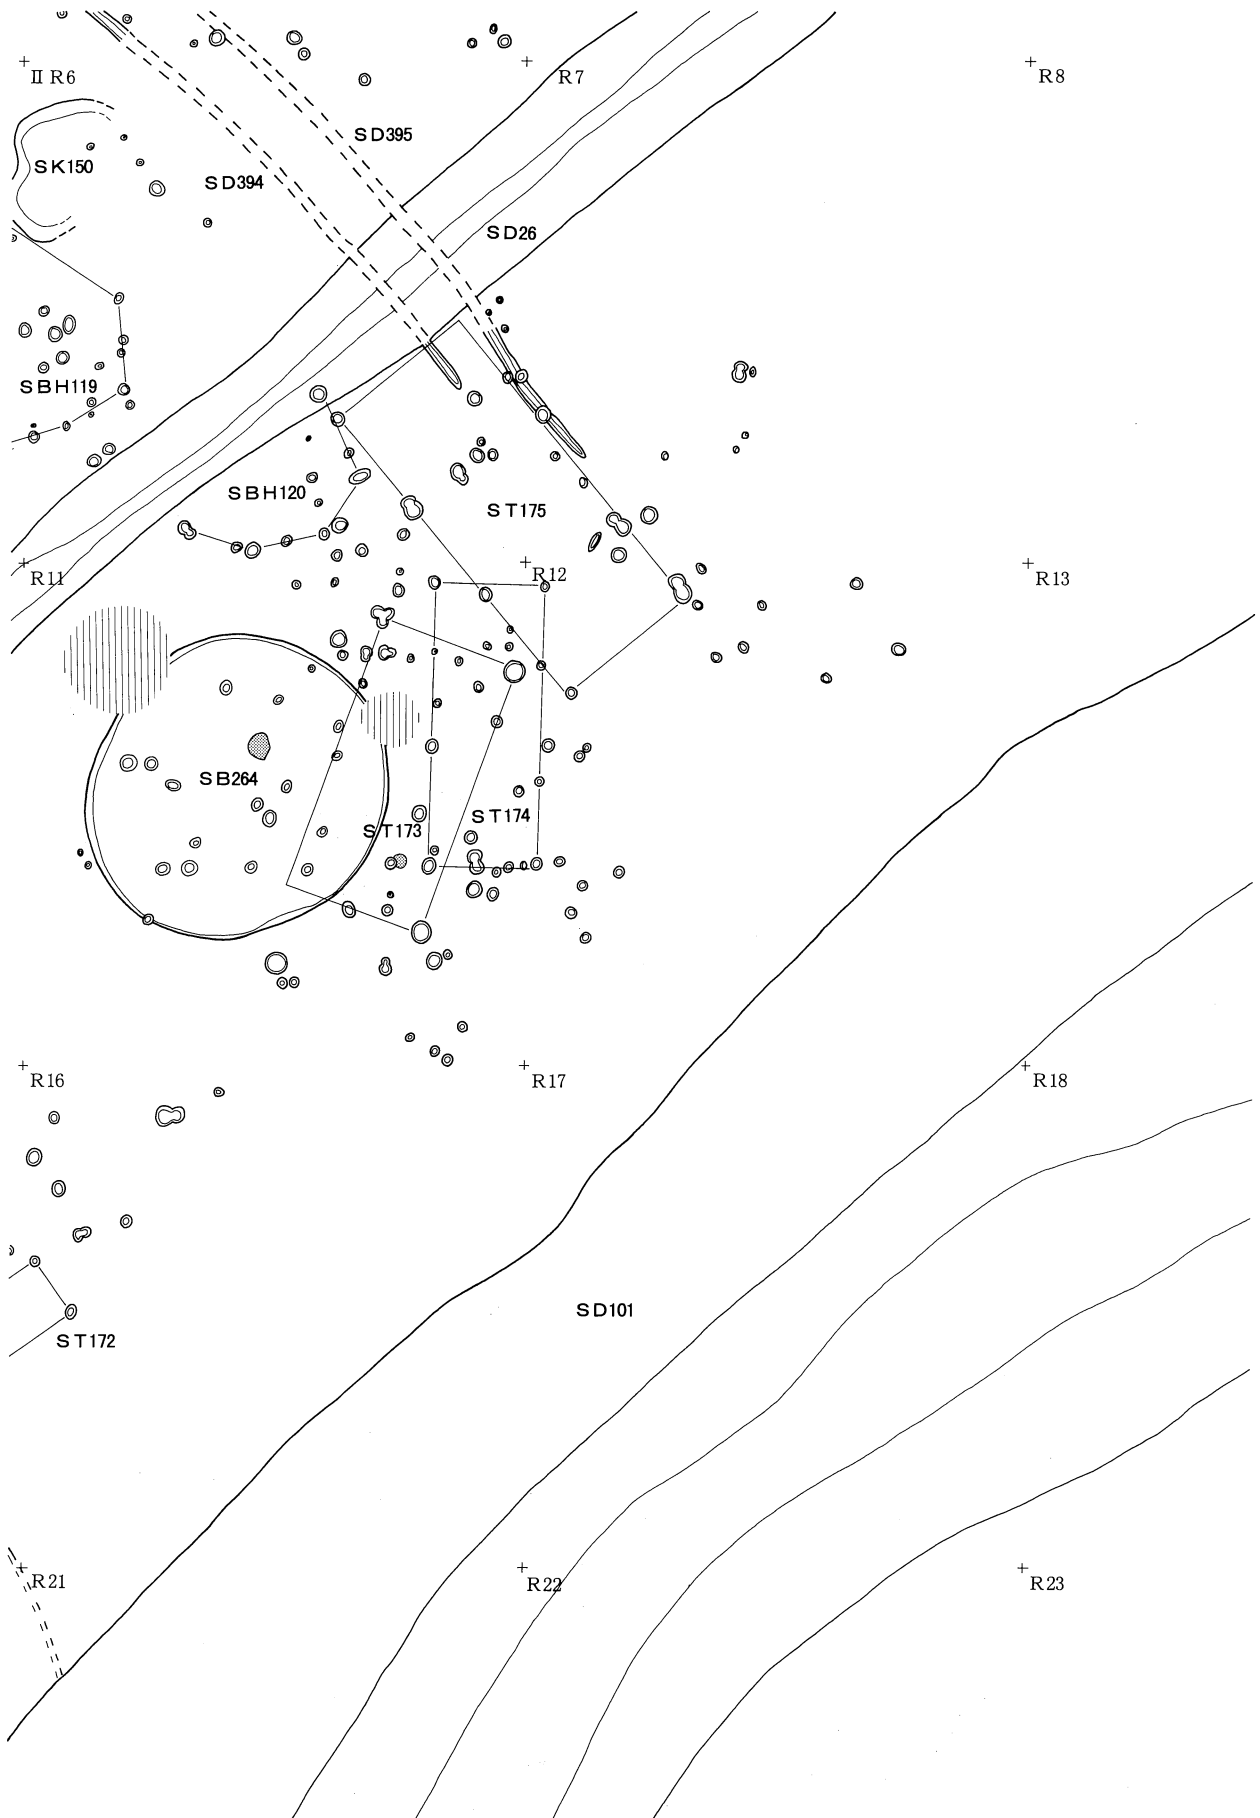 II R6
R7
R8
SD395
SK150
SD394
SD26
SBH119
SBH120
ST175
R11
R12
R13
SB264
ST173
ST174
R16
R17
R18
SD101
ST172
R21
R22
R23